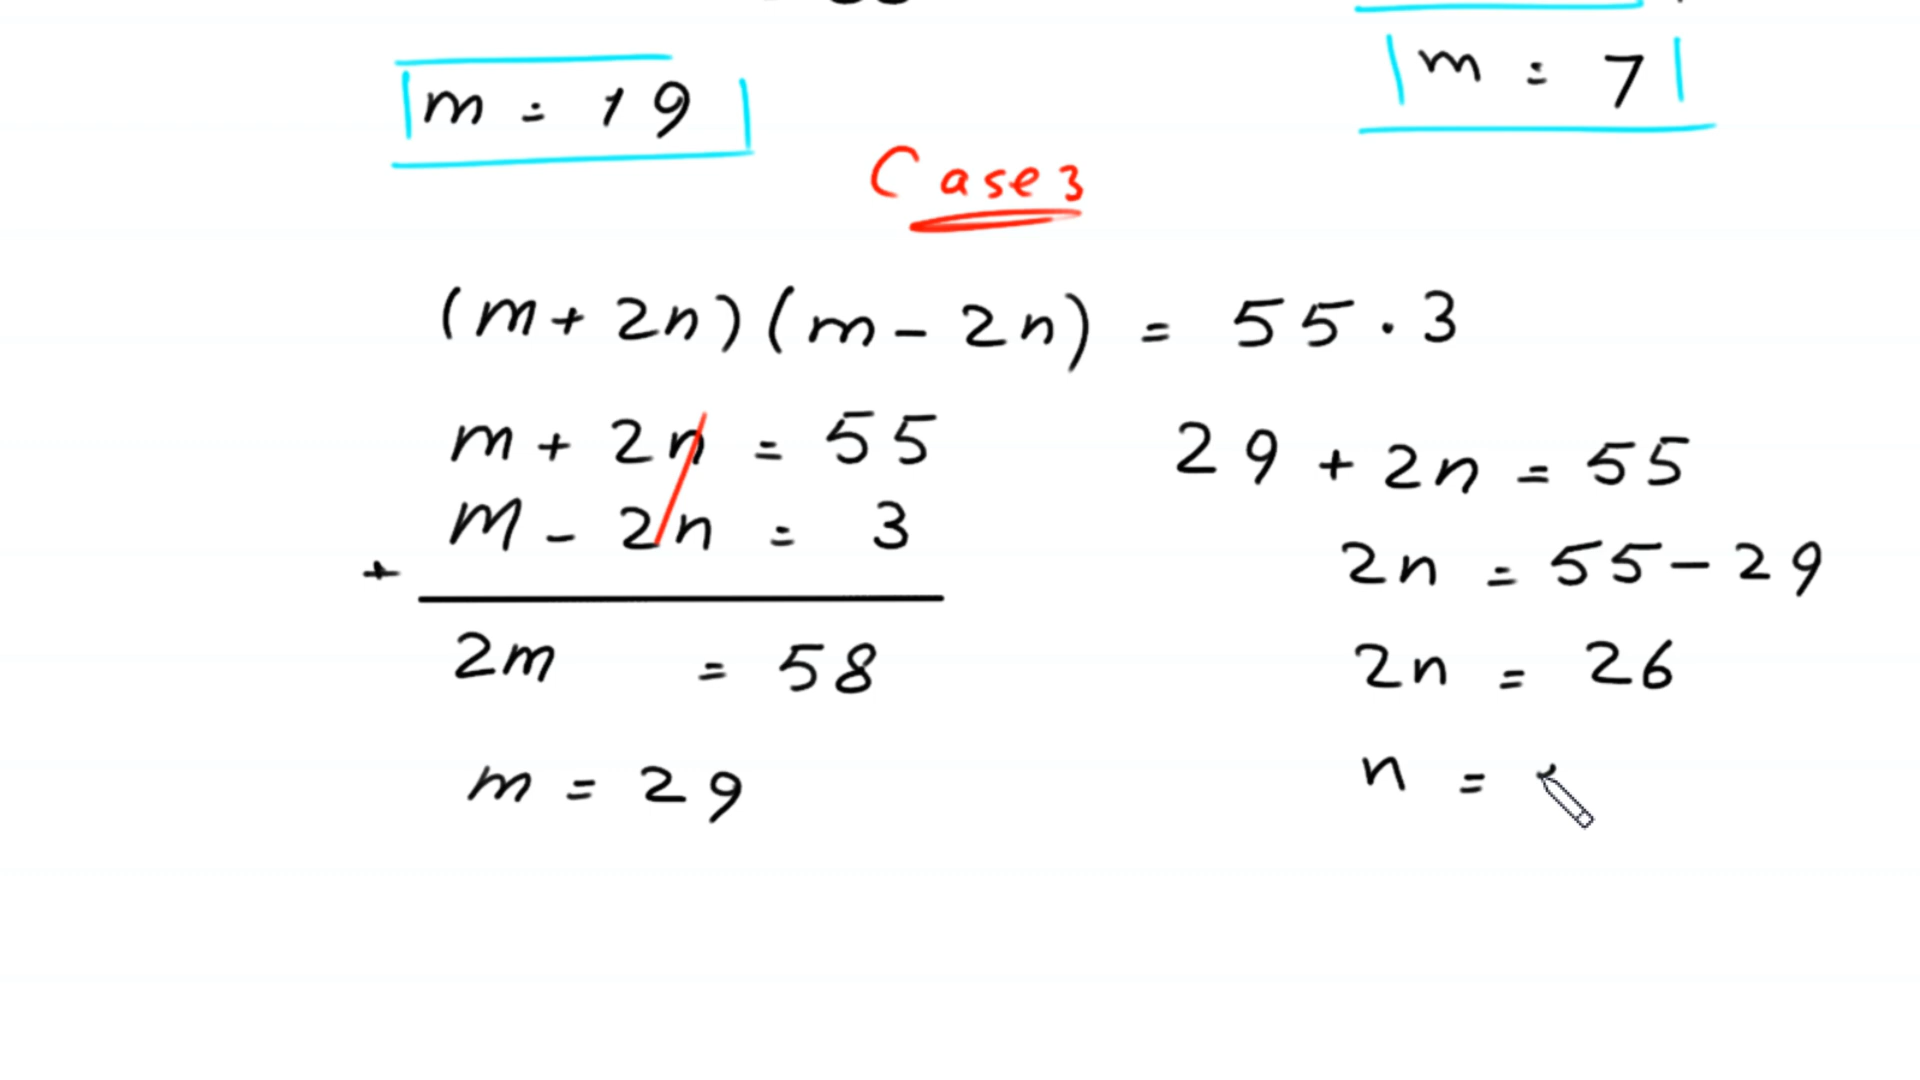 m = 19
m = 7
Case 3
(m + 2n) (m - 2n) = 55 · 3
m + 2n = 55
m - 2n = 3
+
2m = 58
m = 29
29 + 2n = 55
2n = 55 - 29
2n = 26
n =